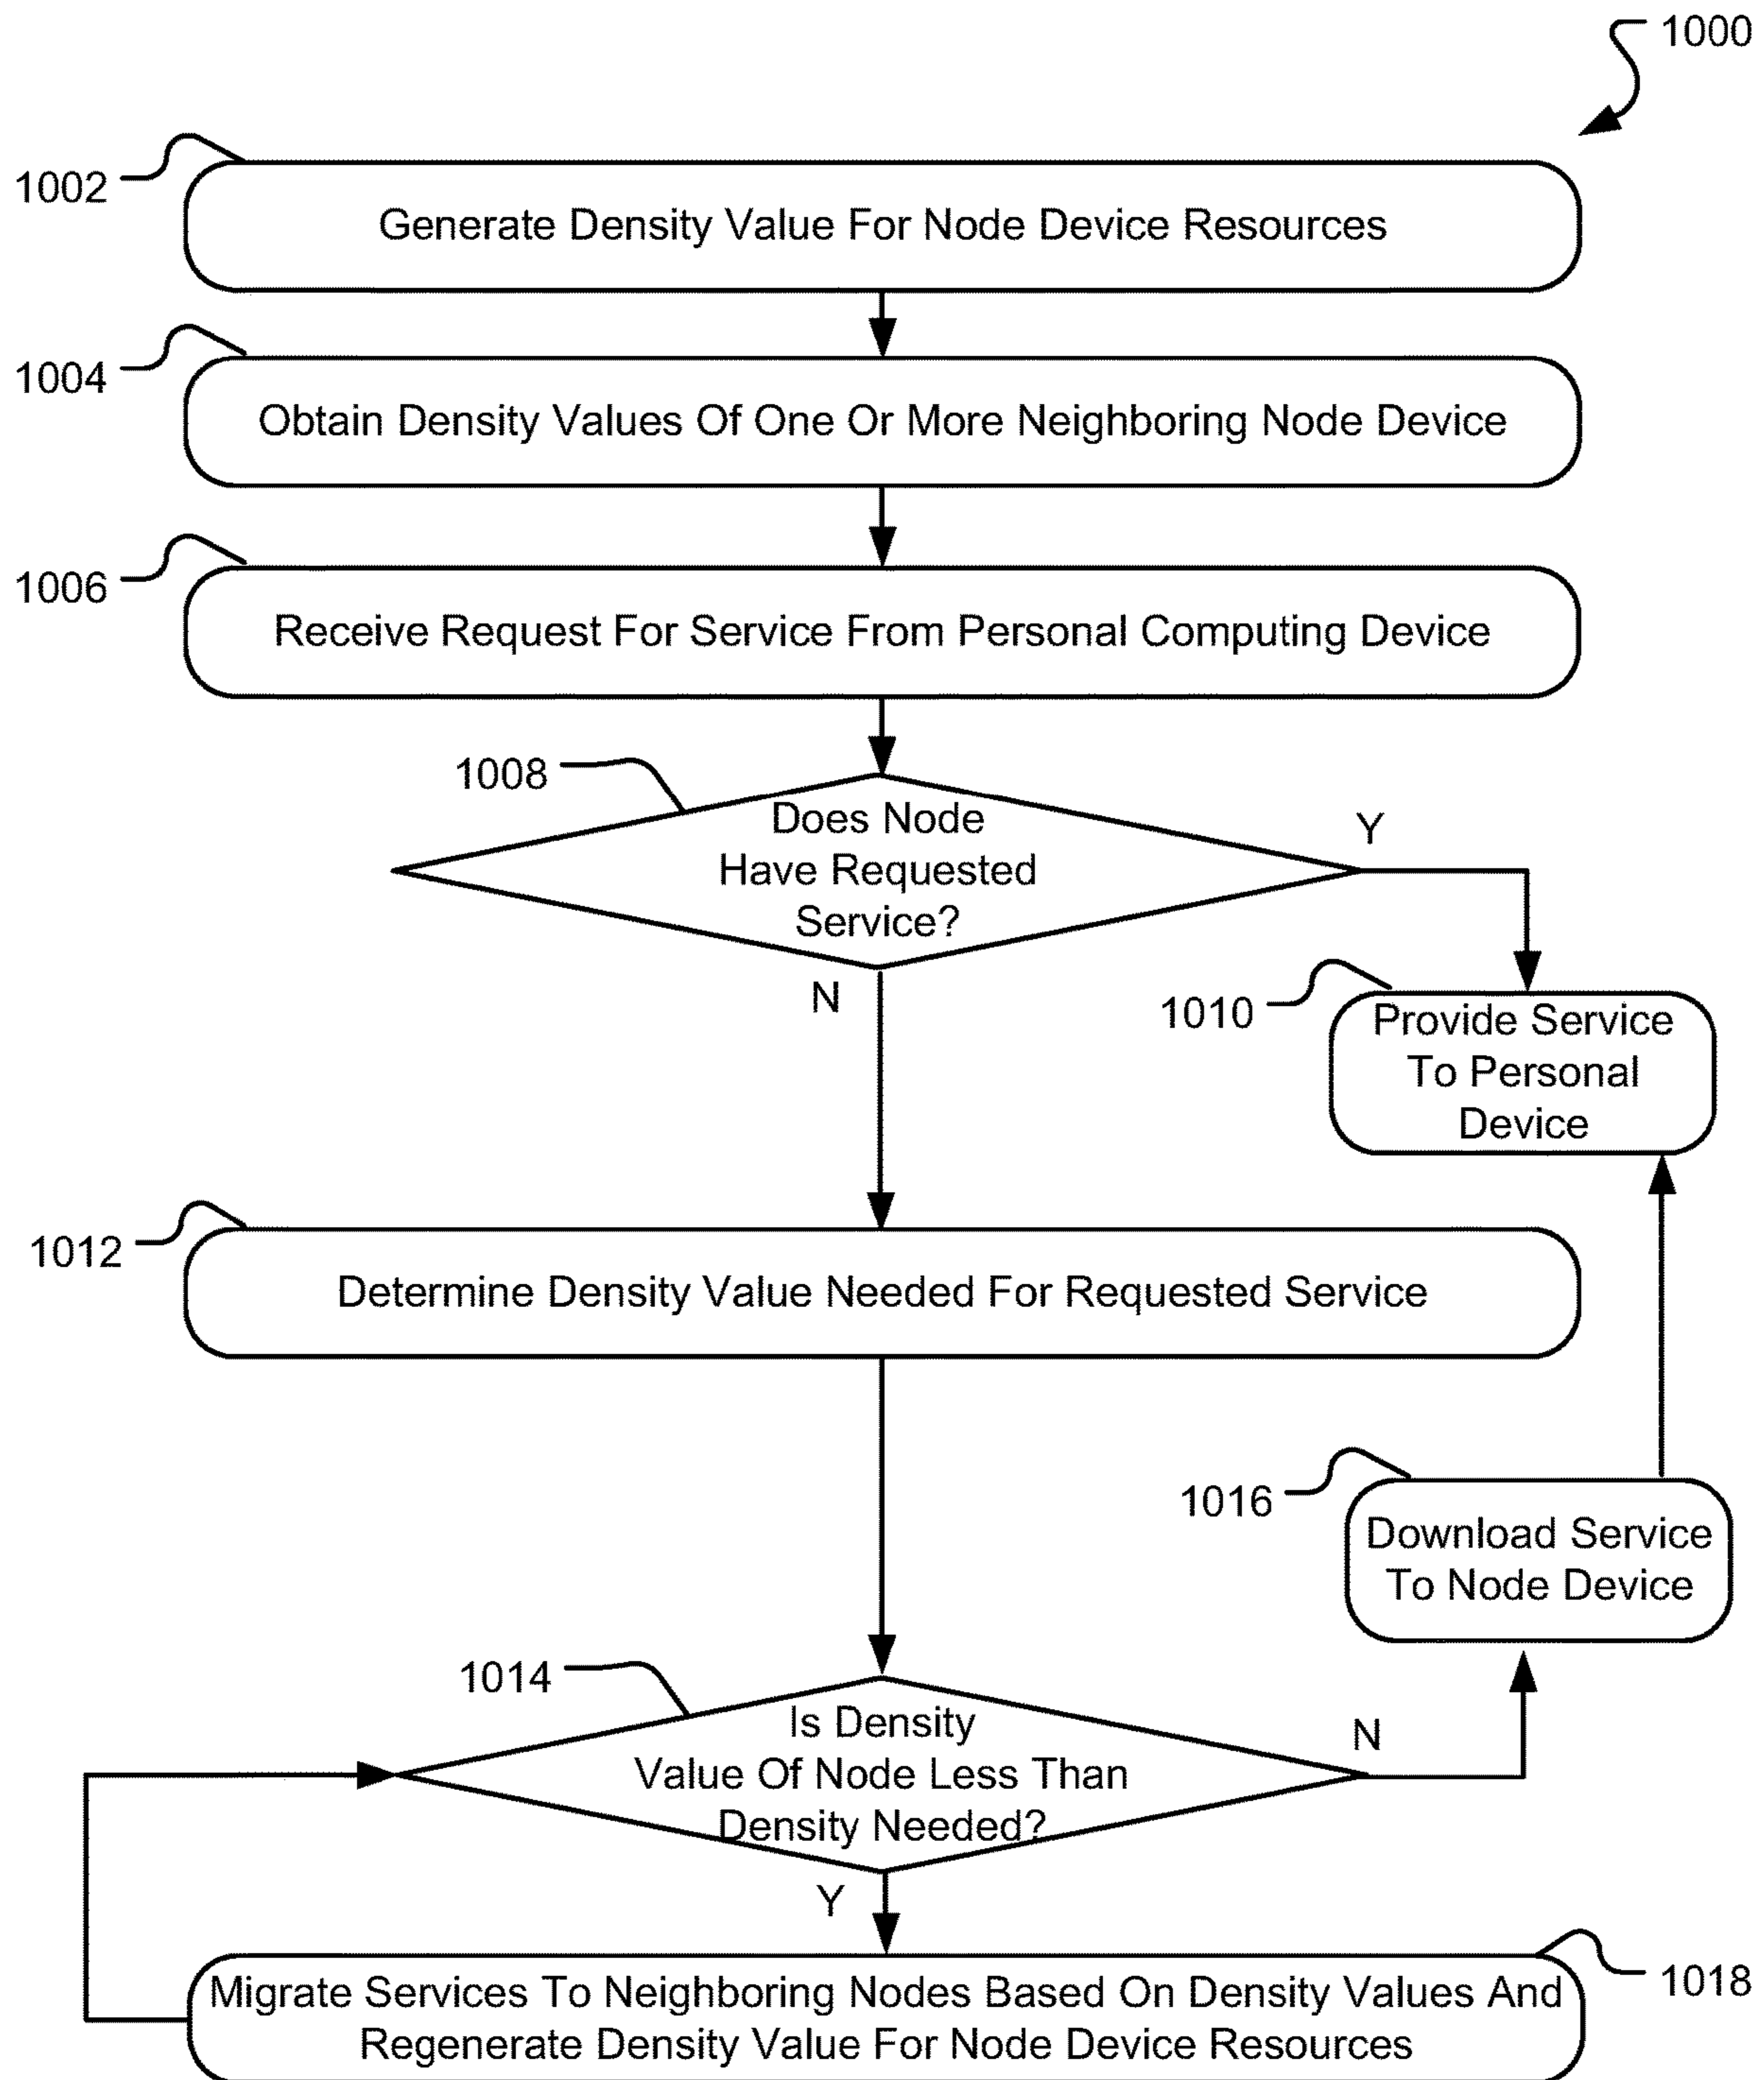 1000
1002
Generate Density Value For Node Device Resources
1004
Obtain Density Values Of One Or More Neighboring Node Device
1006
Receive Request For Service From Personal Computing Device
1008
Does Node
Have Requested
Service?
Y
N
1010
Provide Service
To Personal
Device
1012
Determine Density Value Needed For Requested Service
1016
Download Service
To Node Device
1014
Is Density
Value Of Node Less Than
Density Needed?
N
Y
1018
Migrate Services To Neighboring Nodes Based On Density Values And
Regenerate Density Value For Node Device Resources